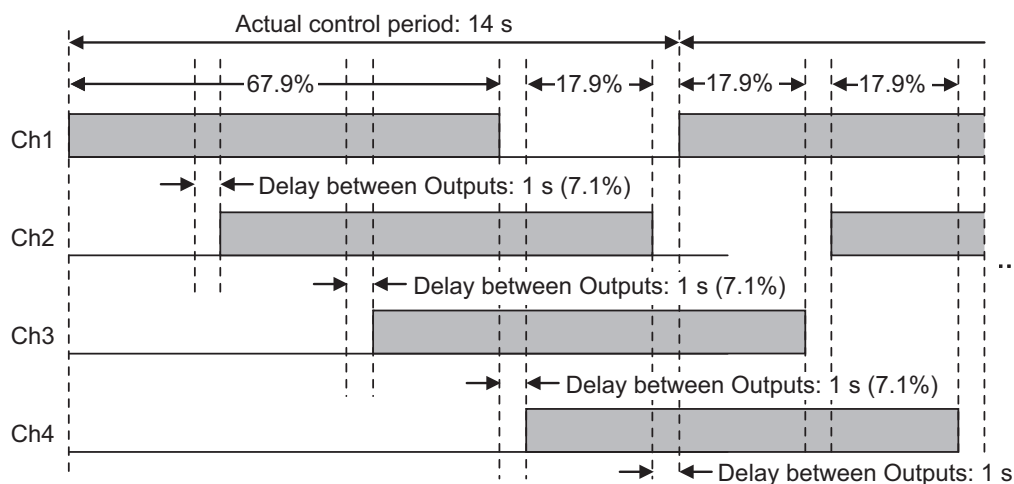 Actual control period: 14 s
67.9% 17.9% 17.9% 17.9%
Ch1
Delay between Outputs: 1 s (7.1%)
Ch2
..
Delay between Outputs: 1 s (7.1%)
Ch3
Delay between Outputs: 1 s (7.1%)
Ch4
Delay between Outputs: 1 s